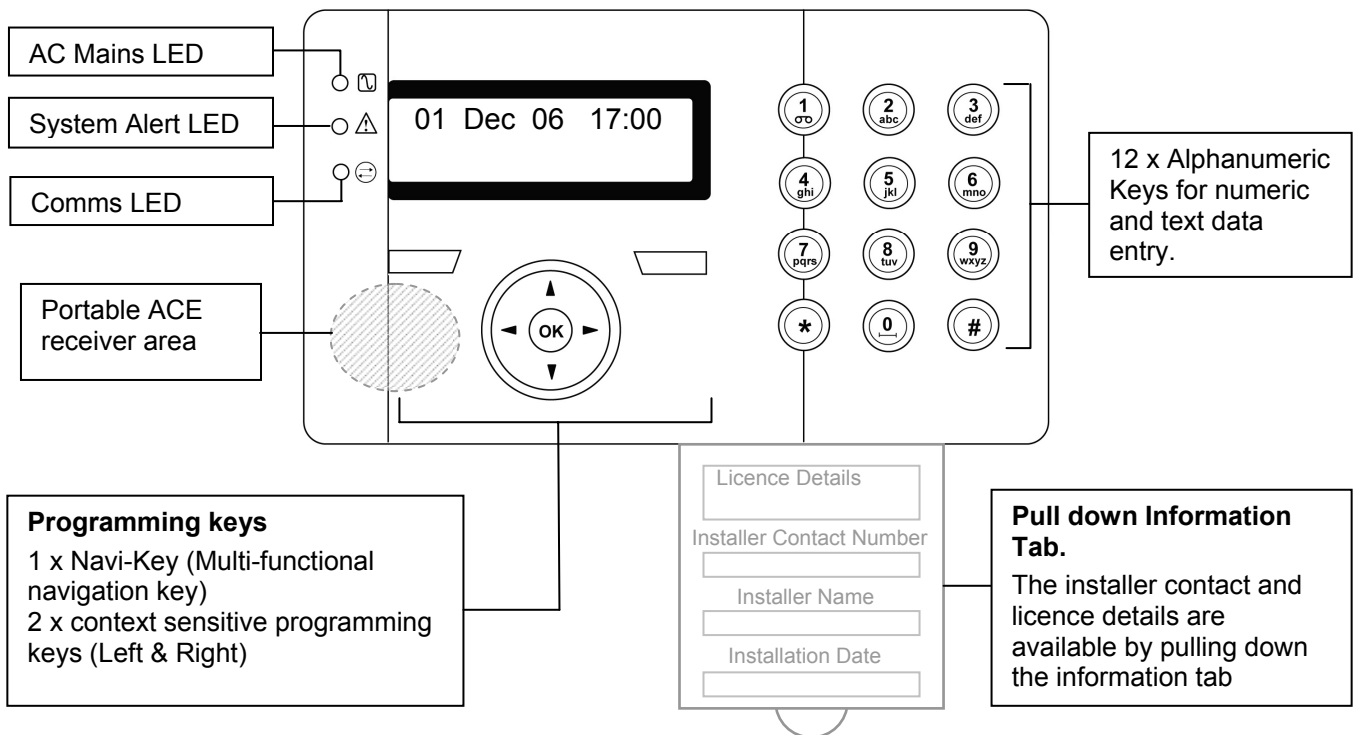 AC Mains LED
System Alert LED
Comms LED
Portable ACE
receiver area
01 Dec 06 17:00
OK
1
2
abc
3
def
4
ghi
5
jkl
6
mno
7
pqrs
8
tuv
9
wxyz
*
0
#
12 x Alphanumeric
Keys for numeric
and text data
entry.
Programming keys
1 x Navi-Key (Multi-functional
navigation key)
2 x context sensitive programming
keys (Left & Right)
Licence Details
Installer Contact Number
Installer Name
Installation Date
Pull down Information
Tab.
The installer contact and
licence details are
available by pulling down
the information tab